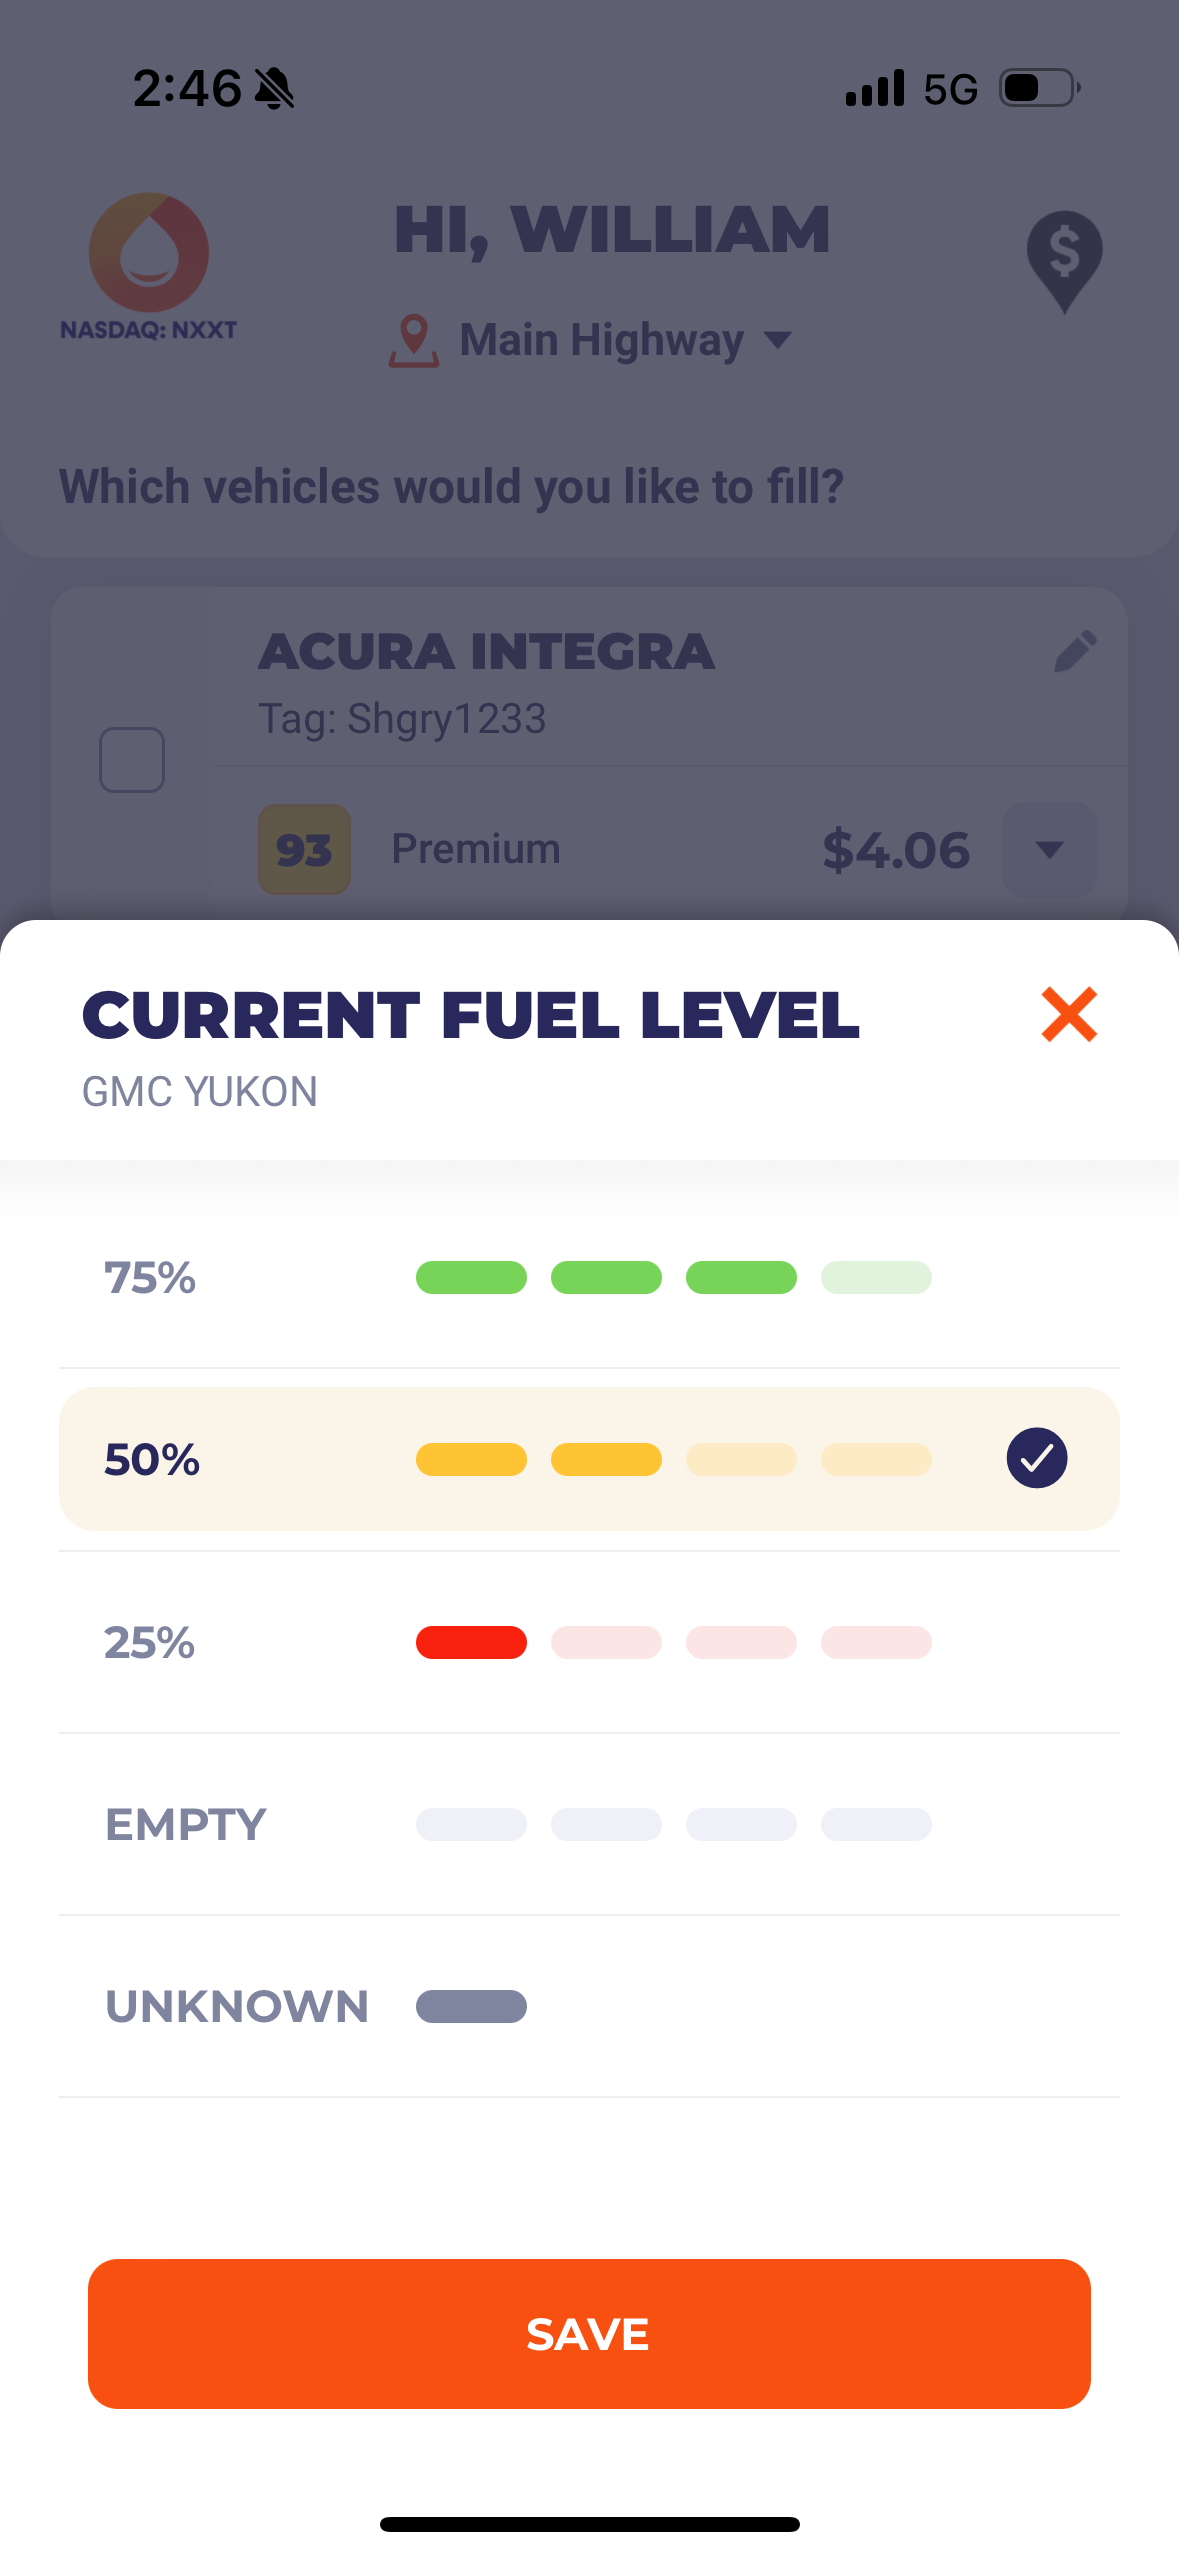 2:46
5G
HI, WILLIAM
NASDAQ: NXXT
Main Highway
Which vehicles would you like to fill?
ACURA INTEGRA
Tag: Shgry1233
93 Premium $4.06
CURRENT FUEL LEVEL
GMC YUKON
75%
50%
25%
EMPTY
UNKNOWN
SAVE